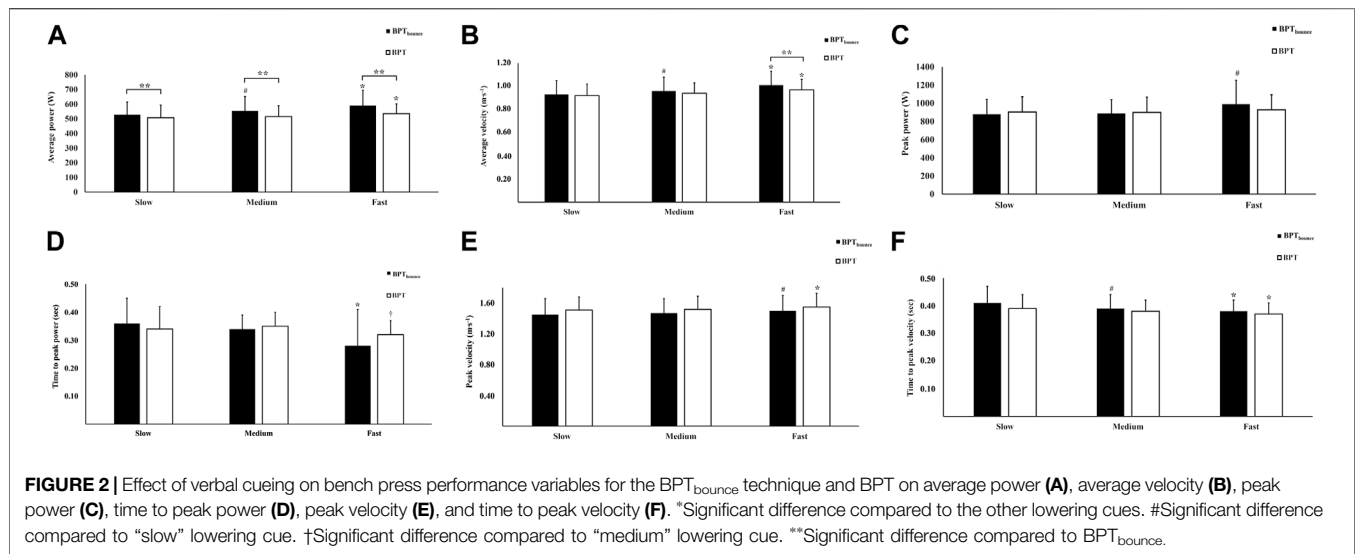 A
BPTbounce
BPT
Average power (W)
800
700
600
500
400
300
200
100
0
**
**
#
**
*
*
Slow
Medium
Fast
B
BPTbounce
BPT
Average velocity (m·s-1)
1.20
1.00
0.80
0.60
0.40
0.20
#
**
*
*
Slow
Medium
Fast
C
BPTbounce
BPT
Peak power (W)
1400
1200
1000
800
600
400
200
0
#
Slow
Medium
Fast
D
BPTbounce
BPT
Time to peak power (sec)
0.50
0.40
0.30
0.20
0.10
*
†
Slow
Medium
Fast
E
BPTbounce
BPT
Peak velocity (m·s-1)
1.60
1.20
0.80
0.40
#
*
Slow
Medium
Fast
F
BPTbounce
BPT
Time to peak velocity (sec)
0.50
0.40
0.30
0.20
0.10
#
*
*
Slow
Medium
Fast
FIGURE 2 | Effect of verbal cueing on bench press performance variables for the BPTbounce technique and BPT on average power (A), average velocity (B), peak
power (C), time to peak power (D), peak velocity (E), and time to peak velocity (F). *Significant difference compared to the other lowering cues. #Significant difference
compared to “slow” lowering cue. †Significant difference compared to “medium” lowering cue. **Significant difference compared to BPTbounce.